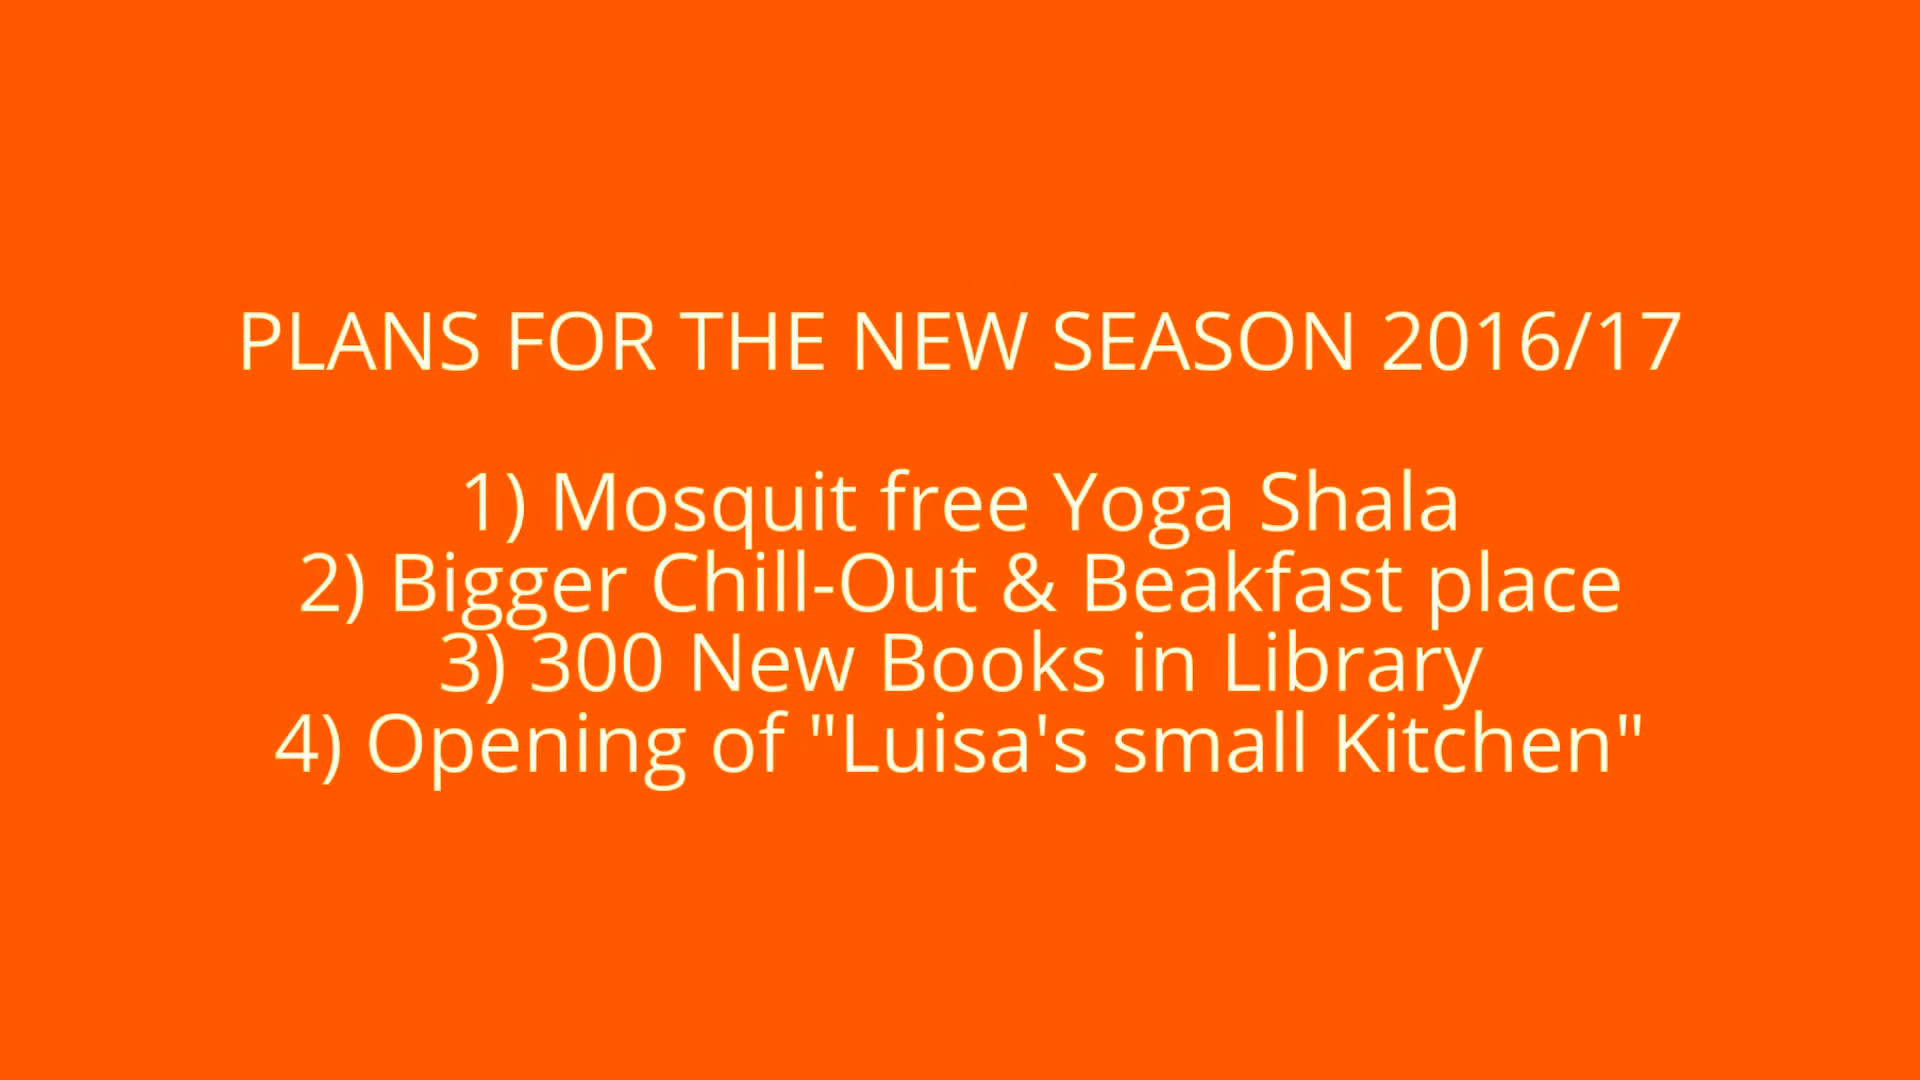 PLANS FOR THE NEW SEASON 2016/17
1) Mosquit free Yoga Shala
2) Bigger Chill-Out & Beakfast place
3) 300 New Books in Library
4) Opening of "Luisa's small Kitchen"